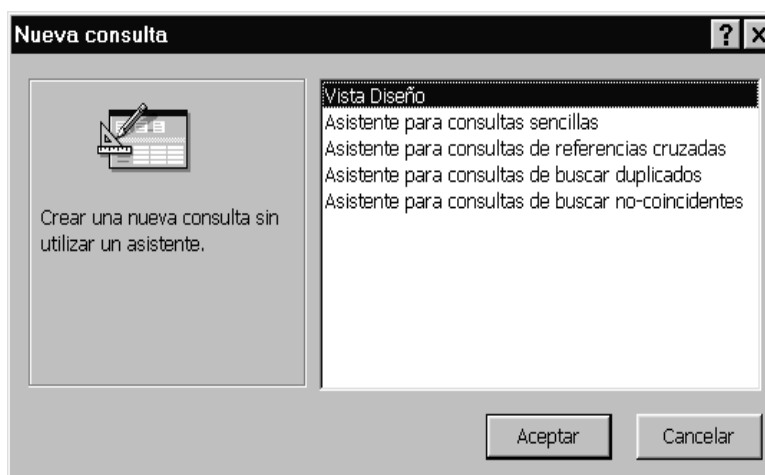 Nueva consulta
Vista Diseño
Asistente para consultas sencillas
Asistente para consultas de referencias cruzadas
Asistente para consultas de buscar duplicados
Asistente para consultas de buscar no-coincidentes
Crear una nueva consulta sin
utilizar un asistente.
Aceptar
Cancelar